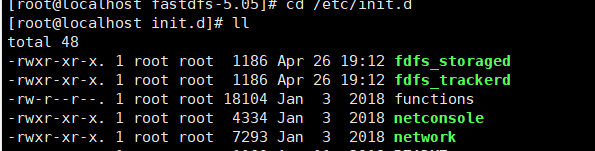 [root@localhost fastdfs-5.05]# cd /etc/init.d
[root@localhost init.d]# ll
total 48
-rwxr-xr-x. 1 root root  1186 Apr 26 19:12 fdfs_storaged
-rwxr-xr-x. 1 root root  1186 Apr 26 19:12 fdfs_trackerd
-rw-r--r--. 1 root root 18104 Jan  3  2018 functions
-rwxr-xr-x. 1 root root  4334 Jan  3  2018 netconsole
-rwxr-xr-x. 1 root root  7293 Jan  3  2018 network